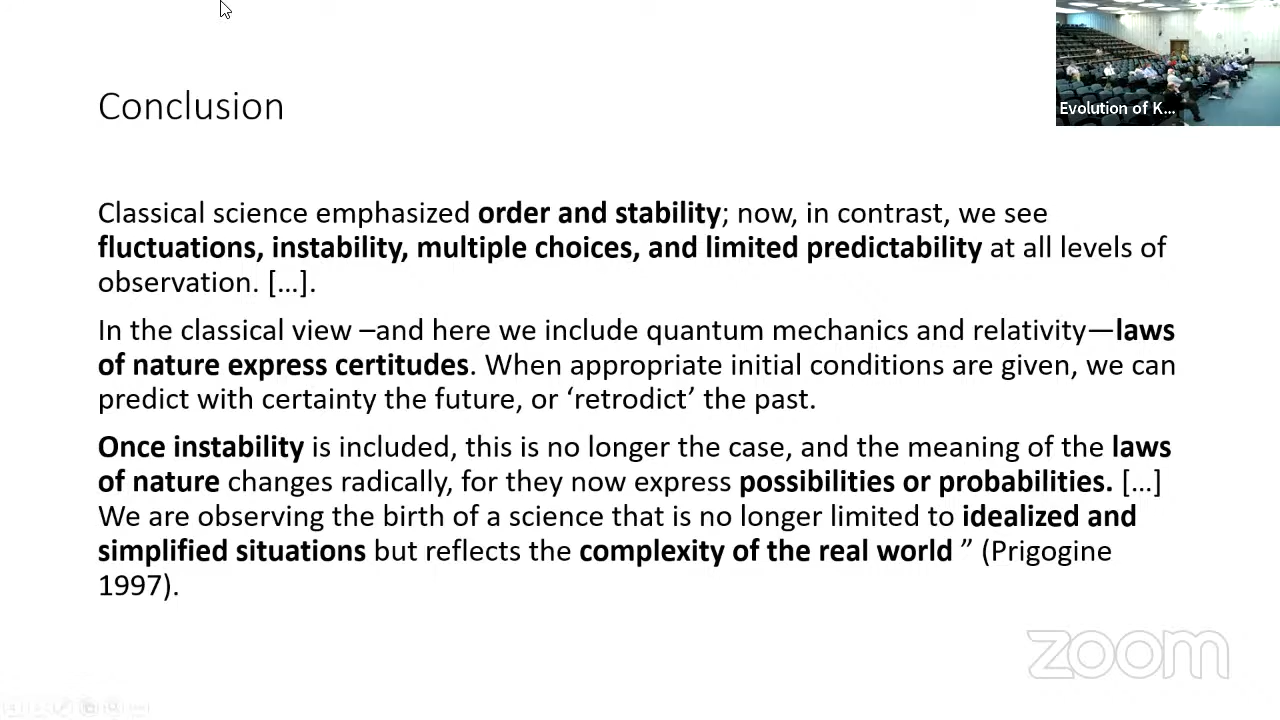 Evolution of K...
Conclusion
Classical science emphasized order and stability; now, in contrast, we see
fluctuations, instability, multiple choices, and limited predictability at all levels of
observation. […].
In the classical view –and here we include quantum mechanics and relativity—laws
of nature express certitudes. When appropriate initial conditions are given, we can
predict with certainty the future, or ‘retrodict’ the past.
Once instability is included, this is no longer the case, and the meaning of the laws
of nature changes radically, for they now express possibilities or probabilities. […]
We are observing the birth of a science that is no longer limited to idealized and
simplified situations but reflects the complexity of the real world ” (Prigogine
1997).
zoom